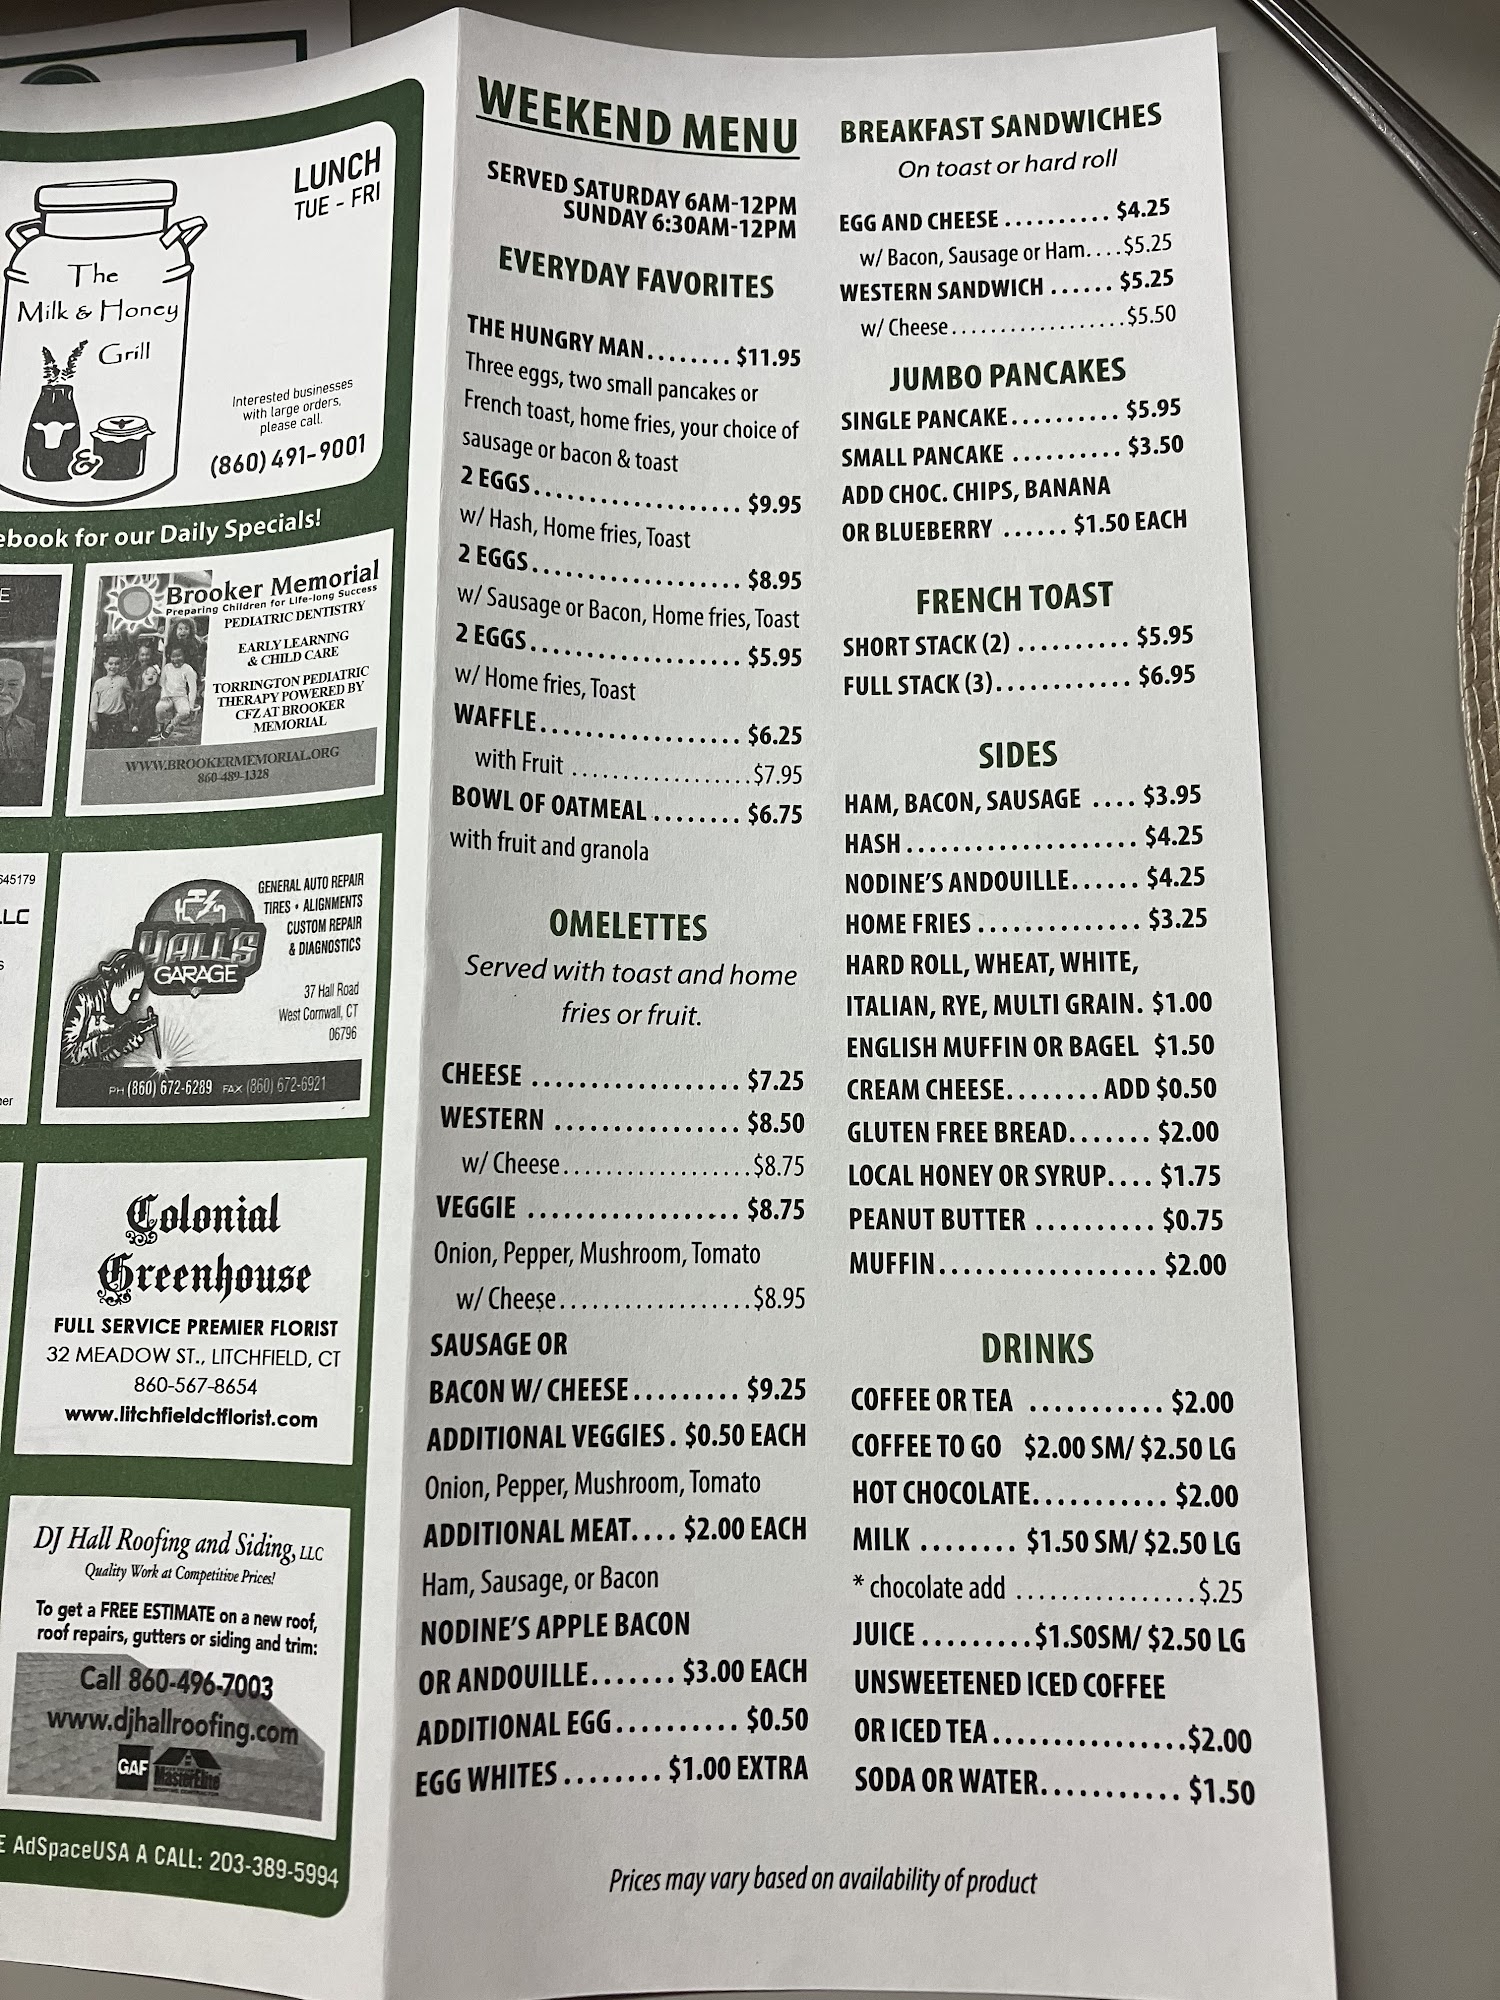 LUNCH
TUE - FRI
The
Milk & Honey
Grill
Interested businesses
with large orders,
please call.
(860) 491-9001
ebook for our Daily Specials!
E
Brooker Memorial
Preparing Children for Life-long Success
PEDIATRIC DENTISTRY
EARLY LEARNING
& CHILD CARE
TORRINGTON PEDIATRIC
THERAPY POWERED BY
CFZ AT BROOKER
MEMORIAL
WWW.BROOKERMEMORIAL.ORG
860-489-1328
645179
LLC
s
er
HALL'S
GARAGE
GENERAL AUTO REPAIR
TIRES • ALIGNMENTS
CUSTOM REPAIR
& DIAGNOSTICS
37 Hall Road
West Cornwall, CT
06796
PH (860) 672-6289 FAX (860) 672-6921
Colonial
Greenhouse
FULL SERVICE PREMIER FLORIST
32 MEADOW ST., LITCHFIELD, CT
860-567-8654
www.litchfieldctflorist.com
DJ Hall Roofing and Siding, LLC
Quality Work at Competitive Prices!
To get a FREE ESTIMATE on a new roof,
roof repairs, gutters or siding and trim:
Call 860-496-7003
www.djhallroofing.com
GAF MasterElite
E AdSpaceUSA A CALL: 203-389-5994
WEEKEND MENU
SERVED SATURDAY 6AM-12PM
SUNDAY 6:30AM-12PM
EVERYDAY FAVORITES
THE HUNGRY MAN........ $11.95
Three eggs, two small pancakes or
French toast, home fries, your choice of
sausage or bacon & toast
2 EGGS.................... $9.95
w/ Hash, Home fries, Toast
2 EGGS.................... $8.95
w/ Sausage or Bacon, Home fries, Toast
2 EGGS.................... $5.95
w/ Home fries, Toast
WAFFLE................... $6.25
with Fruit ..................$7.95
BOWL OF OATMEAL ........ $6.75
with fruit and granola
OMELETTES
Served with toast and home
fries or fruit.
CHEESE .................. $7.25
WESTERN ................ $8.50
w/ Cheese...................$8.75
VEGGIE .................. $8.75
Onion, Pepper, Mushroom, Tomato
w/ Cheese...................$8.95
SAUSAGE OR
BACON W/ CHEESE......... $9.25
ADDITIONAL VEGGIES . $0.50 EACH
Onion, Pepper, Mushroom, Tomato
ADDITIONAL MEAT.... $2.00 EACH
Ham, Sausage, or Bacon
NODINE'S APPLE BACON
OR ANDOUILLE....... $3.00 EACH
ADDITIONAL EGG.......... $0.50
EGG WHITES ........ $1.00 EXTRA
BREAKFAST SANDWICHES
On toast or hard roll
EGG AND CHEESE .......... $4.25
w/ Bacon, Sausage or Ham....$5.25
WESTERN SANDWICH ...... $5.25
w/ Cheese..................$5.50
JUMBO PANCAKES
SINGLE PANCAKE.......... $5.95
SMALL PANCAKE .......... $3.50
ADD CHOC. CHIPS, BANANA
OR BLUEBERRY ...... $1.50 EACH
FRENCH TOAST
SHORT STACK (2) .......... $5.95
FULL STACK (3)............ $6.95
SIDES
HAM, BACON, SAUSAGE .... $3.95
HASH ..................... $4.25
NODINE'S ANDOUILLE...... $4.25
HOME FRIES .............. $3.25
HARD ROLL, WHEAT, WHITE,
ITALIAN, RYE, MULTI GRAIN. $1.00
ENGLISH MUFFIN OR BAGEL $1.50
CREAM CHEESE........ ADD $0.50
GLUTEN FREE BREAD....... $2.00
LOCAL HONEY OR SYRUP.... $1.75
PEANUT BUTTER .......... $0.75
MUFFIN................... $2.00
DRINKS
COFFEE OR TEA ........... $2.00
COFFEE TO GO $2.00 SM/ $2.50 LG
HOT CHOCOLATE........... $2.00
MILK ........ $1.50 SM/ $2.50 LG
* chocolate add ................$.25
JUICE .........$1.S0SM/ $2.50 LG
UNSWEETENED ICED COFFEE
OR ICED TEA................$2.00
SODA OR WATER........... $1.50
Prices may vary based on availability of product